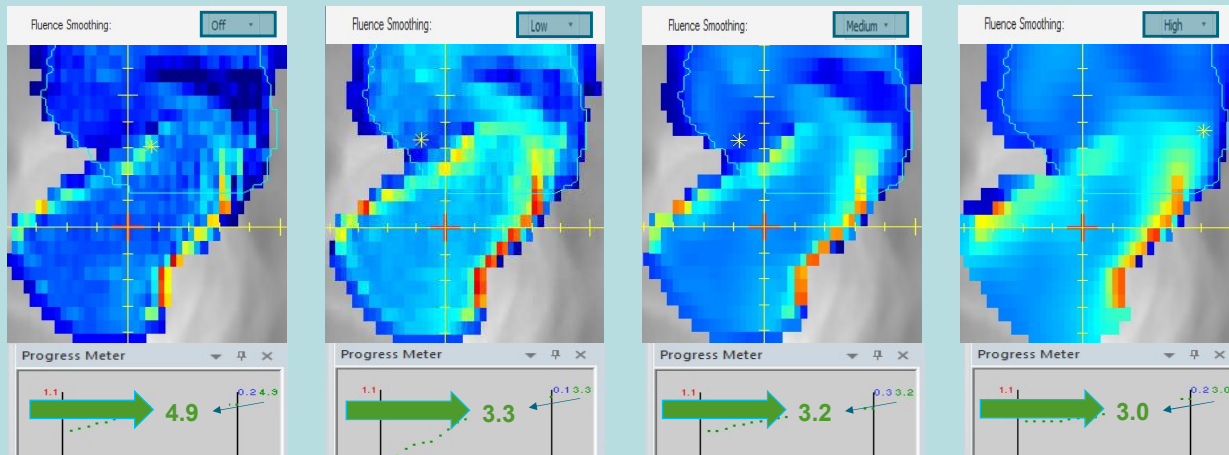 Fluence Smoothing: Off
Fluence Smoothing: Low
Fluence Smoothing: Medium
Fluence Smoothing: High
Progress Meter
1.1 0.2 4.9
4.9
Progress Meter
1.1 0.1 3.3
3.3
Progress Meter
1.1 0.3 3.2
3.2
Progress Meter
1.1 0.2 3.0
3.0